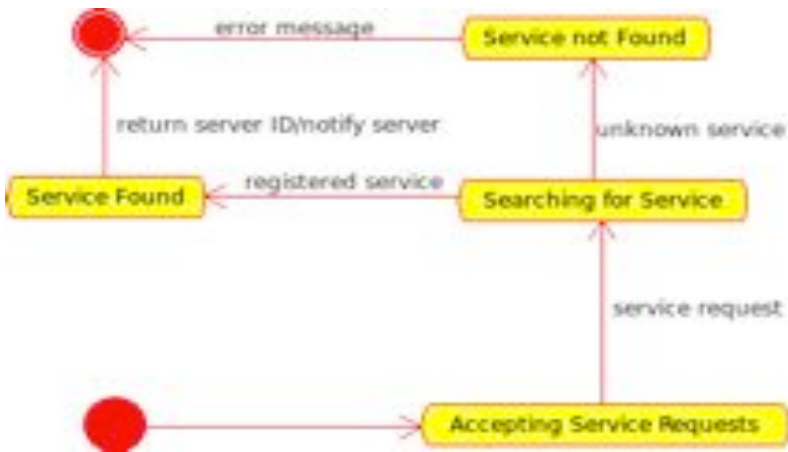 error message
Service not Found
return server ID/notify server
unknown service
Service Found
registered service
Searching for Service
service request
Accepting Service Requests